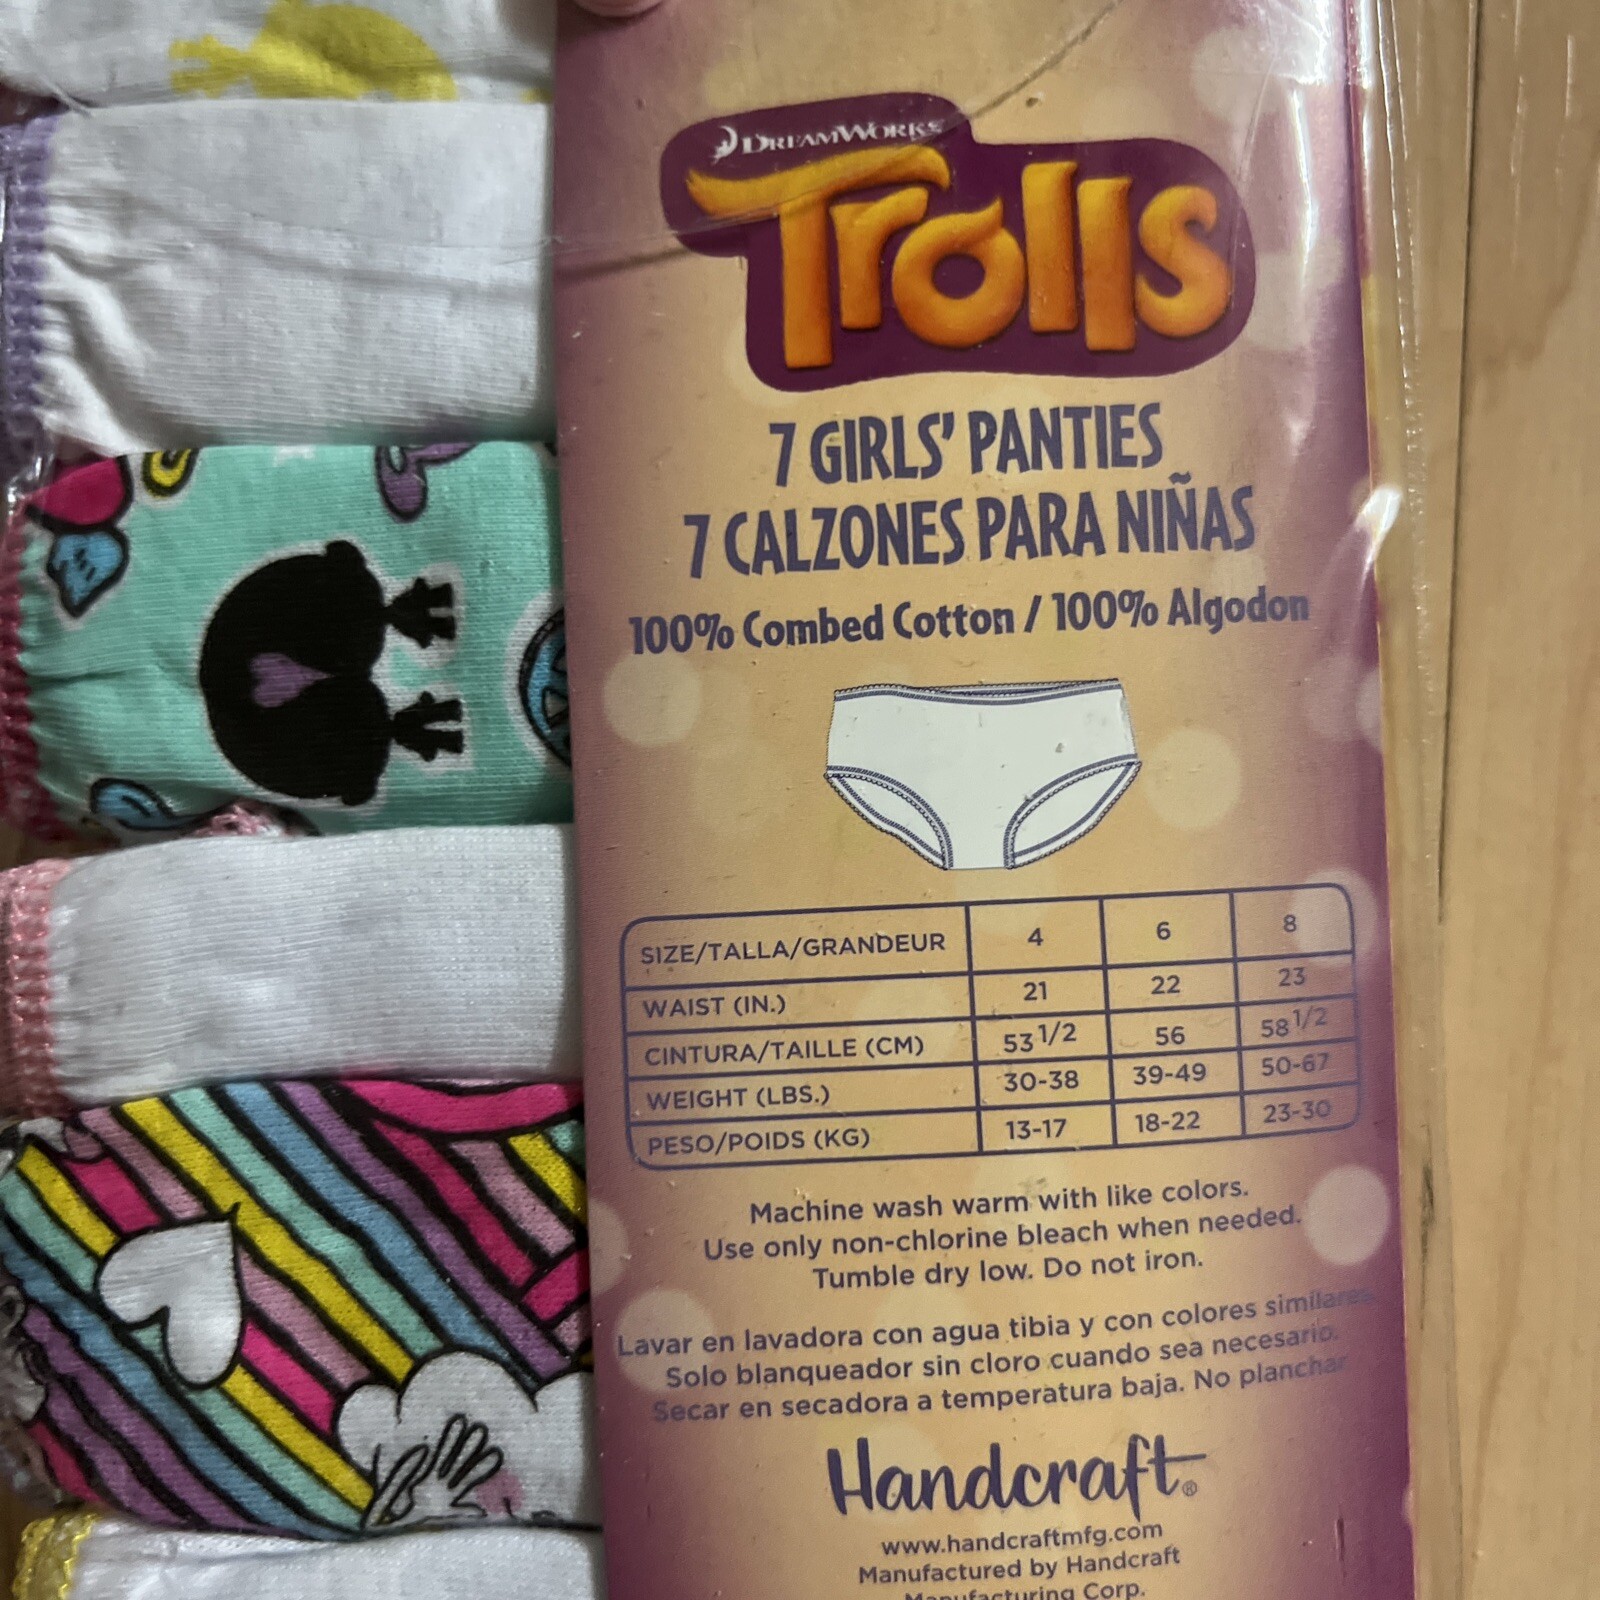 DREAMWORKS
Trolls
7 GIRLS' PANTIES
7 CALZONES PARA NIÑAS
100% Combed Cotton / 100% Algodon
SIZE/TALLA/GRANDEUR 4 6 8
WAIST (IN.) 21 22 23
CINTURA/TAILLE (CM) 53 1/2 56 58 1/2
WEIGHT (LBS.) 30-38 39-49 50-67
PESO/POIDS (KG) 13-17 18-22 23-30
Machine wash warm with like colors.
Use only non-chlorine bleach when needed.
Tumble dry low. Do not iron.
Lavar en lavadora con agua tibia y con colores similares.
Solo blanqueador sin cloro cuando sea necesario.
Secar en secadora a temperatura baja. No planchar
Handcraft®
www.handcraftmfg.com
Manufactured by Handcraft
Manufacturing Corp.